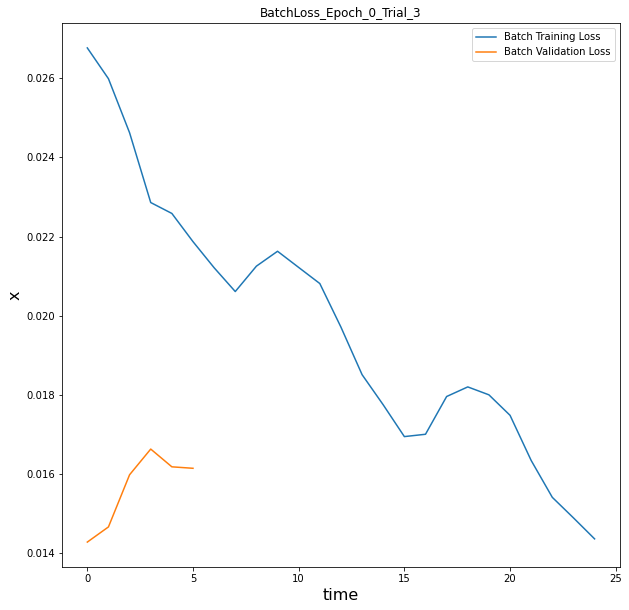 BatchLoss_Epoch_0_Trial_3
Batch Training Loss
Batch Validation Loss
0.026
0.024
0.022
0.020
0.018
0.016
0.014
x
0 5 10 15 20 25
time